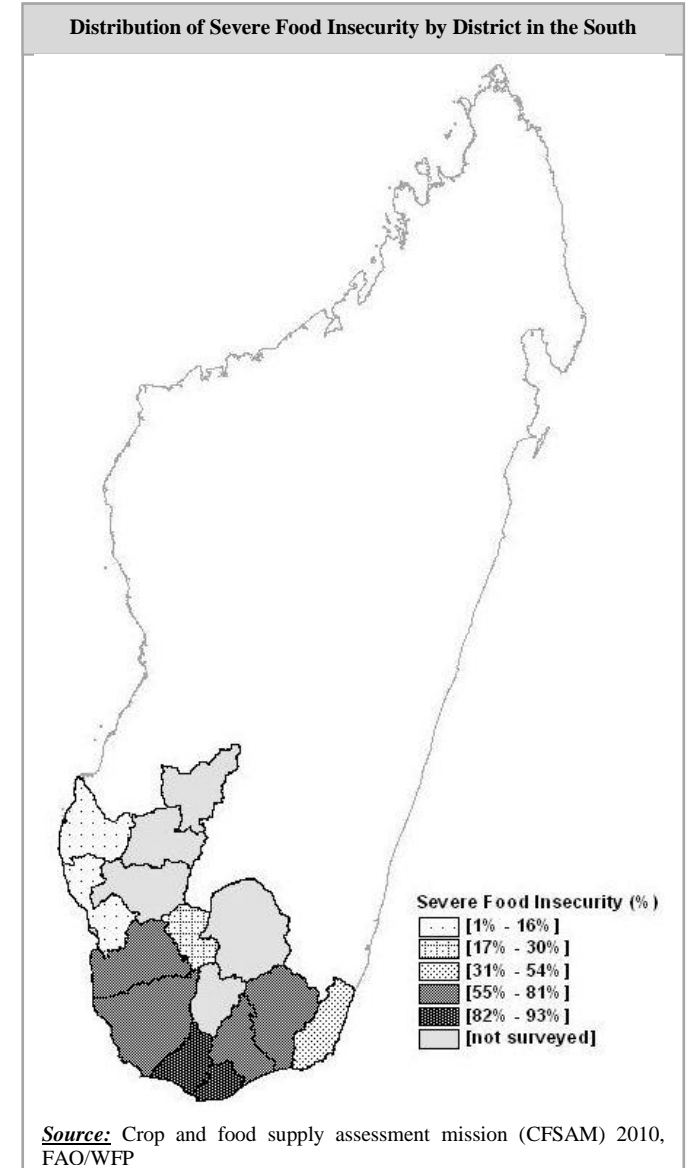 Distribution of Severe Food Insecurity by District in the South
Severe Food Insecurity (%)
[1% - 16%]
[17% - 30%]
[31% - 54%]
[55% - 81%]
[82% - 93%]
[not surveyed]
Source: Crop and food supply assessment mission (CFSAM) 2010,
FAO/WFP